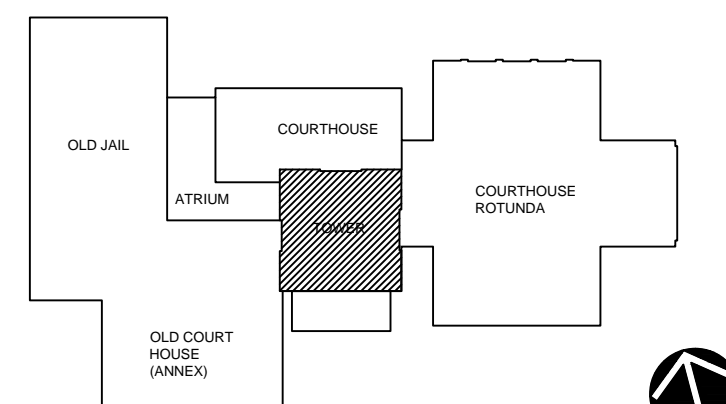 OLD JAIL
ATRIUM
COURTHOUSE
TOWER
COURTHOUSE
ROTUNDA
OLD COURT
HOUSE
(ANNEX)